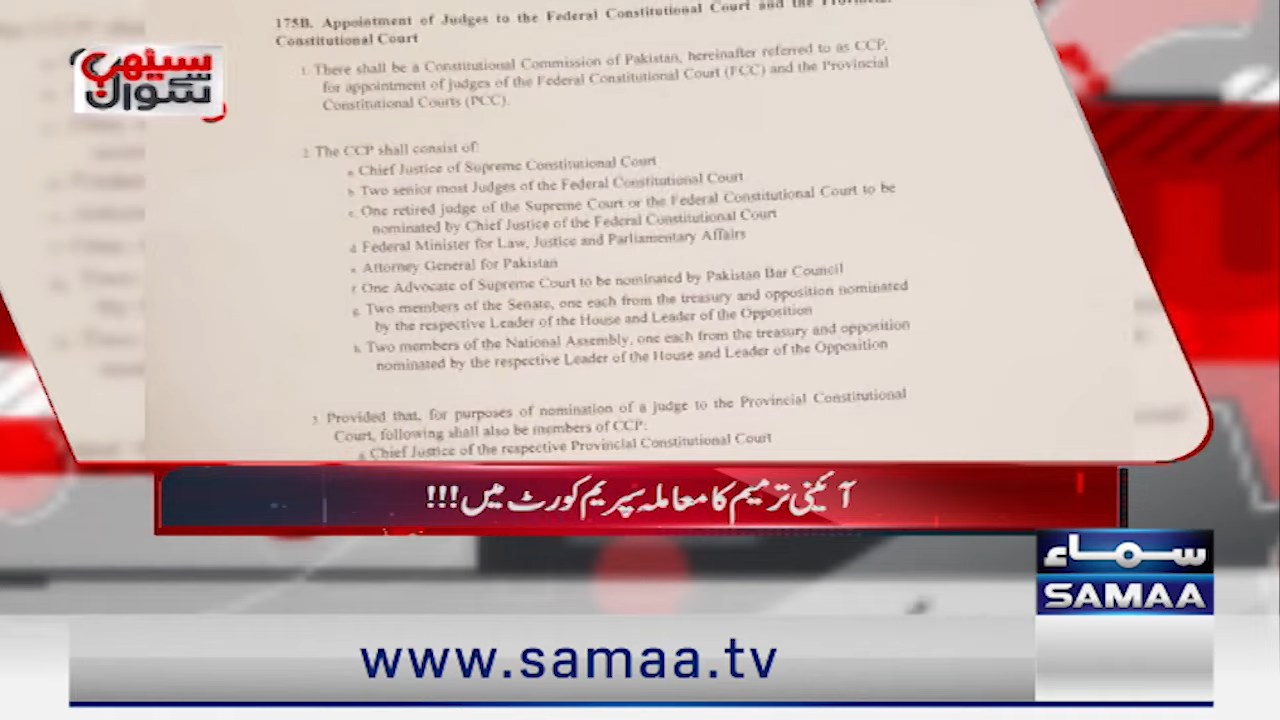 175B. Appointment of Judges to the Federal Constitutional Court and the Provincial
Constitutional Court
سیٹھی
سے
سوال
1. There shall be a Constitutional Commission of Pakistan, hereinafter referred to as CCP,
for appointment of judges of the Federal Constitutional Court (FCC) and the Provincial
Constitutional Courts (PCC).
2. The CCP shall consist of:
a. Chief Justice of Supreme Constitutional Court
b. Two senior most Judges of the Federal Constitutional Court
c. One retired judge of the Supreme Court or the Federal Constitutional Court to be
nominated by Chief Justice of the Federal Constitutional Court
d. Federal Minister for Law, Justice and Parliamentary Affairs
e. Attorney General for Pakistan
f. One Advocate of Supreme Court to be nominated by Pakistan Bar Council
g. Two members of the Senate, one each from the treasury and opposition nominated
by the respective Leader of the House and Leader of the Opposition
h. Two members of the National Assembly, one each from the treasury and opposition
nominated by the respective Leader of the House and Leader of the Opposition
3. Provided that, for purposes of nomination of a judge to the Provincial Constitutional
Court, following shall also be members of CCP:
a. Chief Justice of the respective Provincial Constitutional Court
آئینی ترمیم کا معاملہ سپریم کورٹ میں!!!
سماء
SAMAA
www.samaa.tv